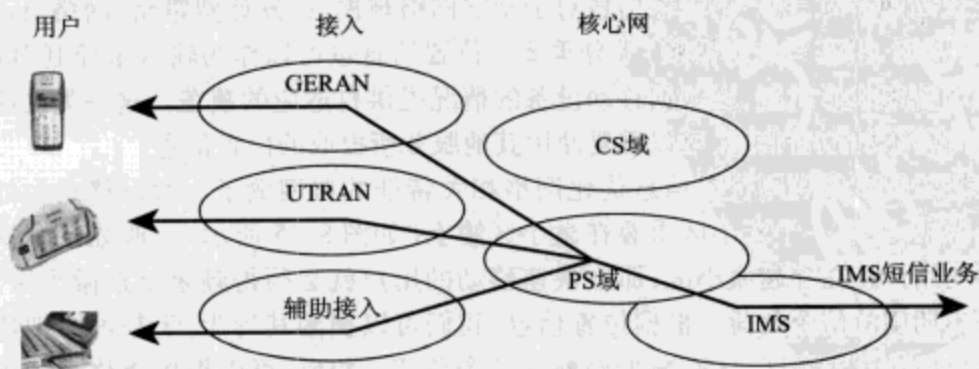 用户
接入
核心网
GERAN
CS域
UTRAN
PS域
IMS短信业务
辅助接入
IMS